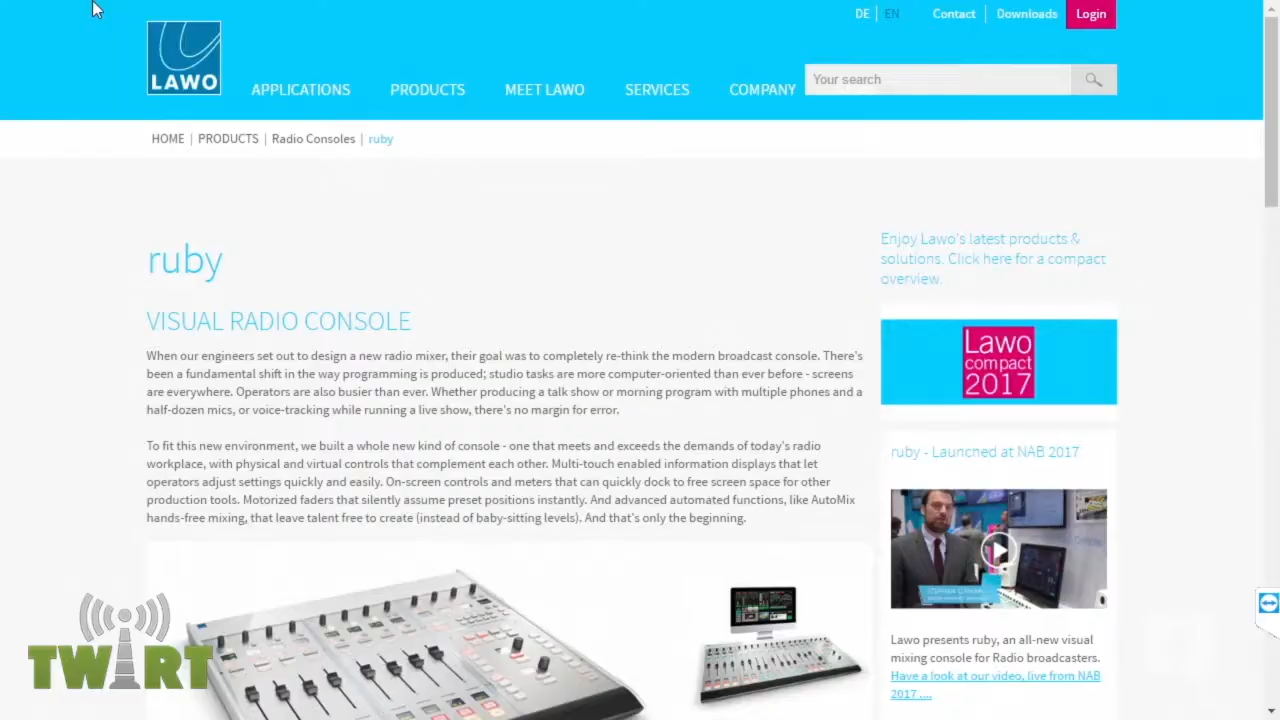 DE EN Contact Downloads Login
LAWO
Your search
APPLICATIONS PRODUCTS MEET LAWO SERVICES COMPANY
HOME | PRODUCTS | Radio Consoles | ruby
ruby
VISUAL RADIO CONSOLE
When our engineers set out to design a new radio mixer, their goal was to completely re-think the modern broadcast console. There's
been a fundamental shift in the way programming is produced; studio tasks are more computer-oriented than ever before - screens
are everywhere. Operators are also busier than ever. Whether producing a talk show or morning program with multiple phones and a
half-dozen mics, or voice-tracking while running a live show, there's no margin for error.
To fit this new environment, we built a whole new kind of console - one that meets and exceeds the demands of today's radio
workplace, with physical and virtual controls that complement each other. Multi-touch enabled information displays that let
operators adjust settings quickly and easily. On-screen controls and meters that can quickly dock to free screen space for other
production tools. Motorized faders that silently assume preset positions instantly. And advanced automated functions, like AutoMix
hands-free mixing, that leave talent free to create (instead of baby-sitting levels). And that's only the beginning.
Enjoy Lawo's latest products &
solutions. Click here for a compact
overview.
Lawo
compact
2017
ruby - Launched at NAB 2017
Lawo presents ruby, an all-new visual
mixing console for Radio broadcasters.
Have a look at our video, live from NAB
2017 ....
TWiRT